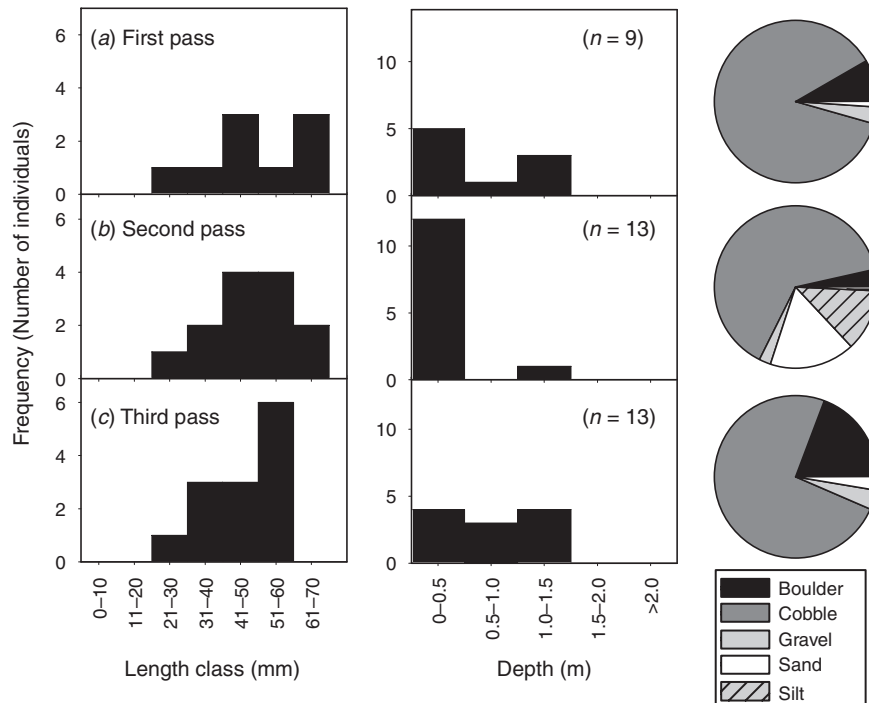 Frequency (Number of individuals)
(a) First pass
(n = 9)
6
4
2
0
10
5
0
(b) Second pass
(n = 13)
6
4
2
0
10
5
0
(c) Third pass
(n = 13)
6
4
2
0
10
5
0
0–10
11–20
21–30
31–40
41–50
51–60
61–70
Length class (mm)
0–0.5
0.5–1.0
1.0–1.5
1.5–2.0
>2.0
Depth (m)
Boulder
Cobble
Gravel
Sand
Silt